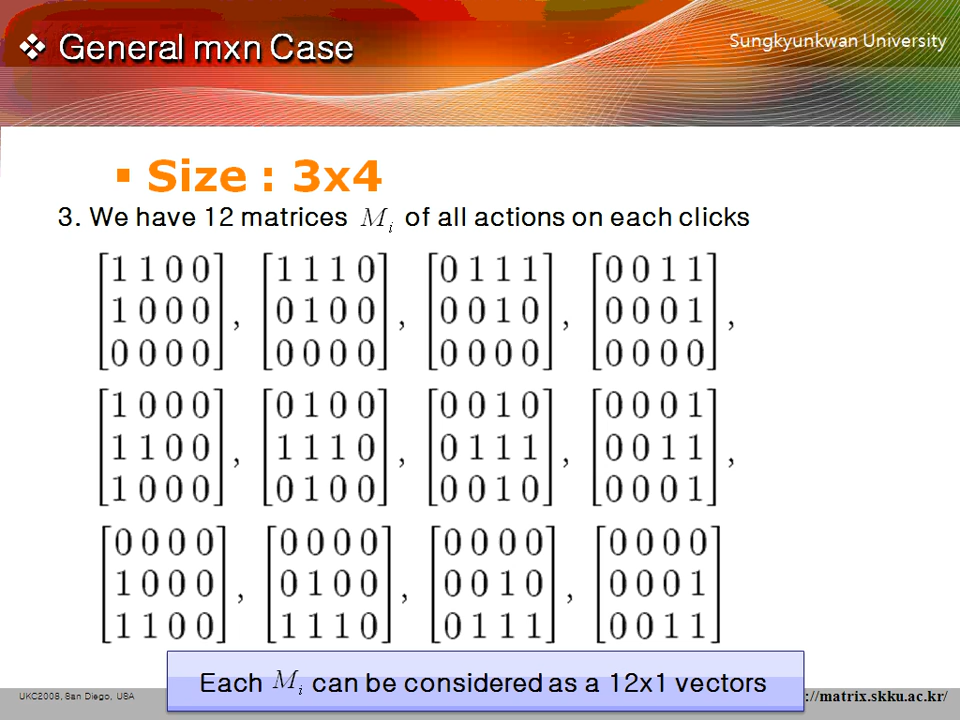 ❖ General mxn Case
Sungkyunkwan University
▪ Size : 3x4
3. We have 12 matrices M_i of all actions on each clicks
[1 1 0 0] [1 1 1 0] [0 1 1 1] [0 0 1 1]
[1 0 0 0] , [0 1 0 0] , [0 0 1 0] , [0 0 0 1] ,
[0 0 0 0] [0 0 0 0] [0 0 0 0] [0 0 0 0]
[1 0 0 0] [0 1 0 0] [0 0 1 0] [0 0 0 1]
[1 1 0 0] , [1 1 1 0] , [0 1 1 1] , [0 0 1 1] ,
[1 0 0 0] [0 1 0 0] [0 0 1 0] [0 0 0 1]
[0 0 0 0] [0 0 0 0] [0 0 0 0] [0 0 0 0]
[1 0 0 0] , [0 1 0 0] , [0 0 1 0] , [0 0 0 1]
[1 1 0 0] [1 1 1 0] [0 1 1 1] [0 0 1 1]
Each M_i can be considered as a 12x1 vectors
UKC2008, San Diego, USA
://matrix.skku.ac.kr/